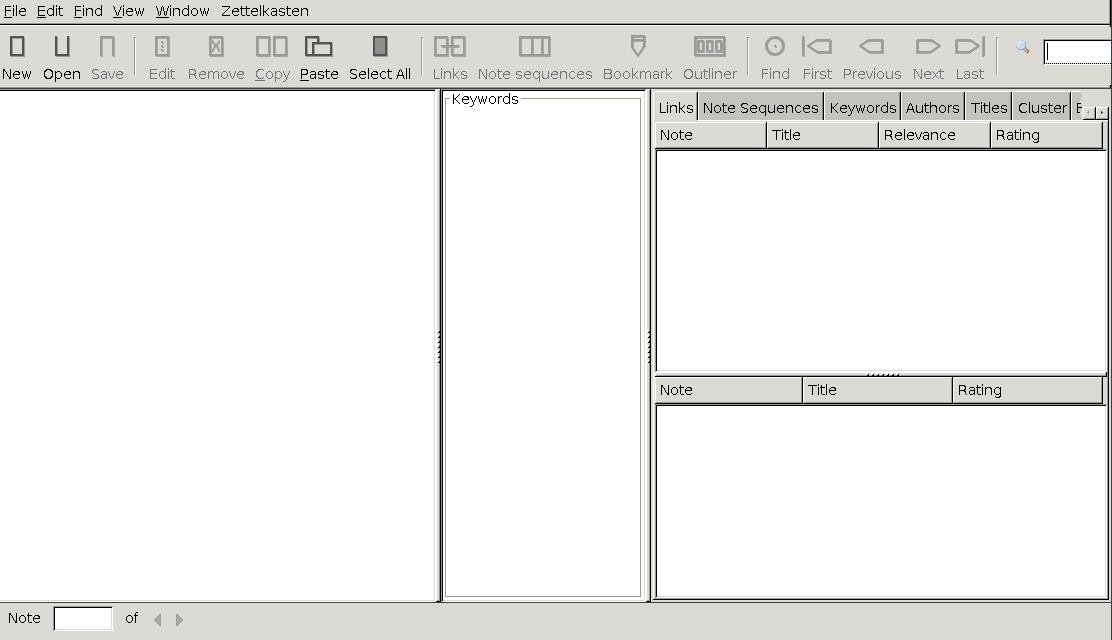 File Edit Find View Window Zettelkasten
New Open Save Edit Remove Copy Paste Select All Links Note sequences Bookmark Outliner Find First Previous Next Last
Keywords
Links Note Sequences Keywords Authors Titles Cluster
Note Title Relevance Rating
Note Title Rating
Note of